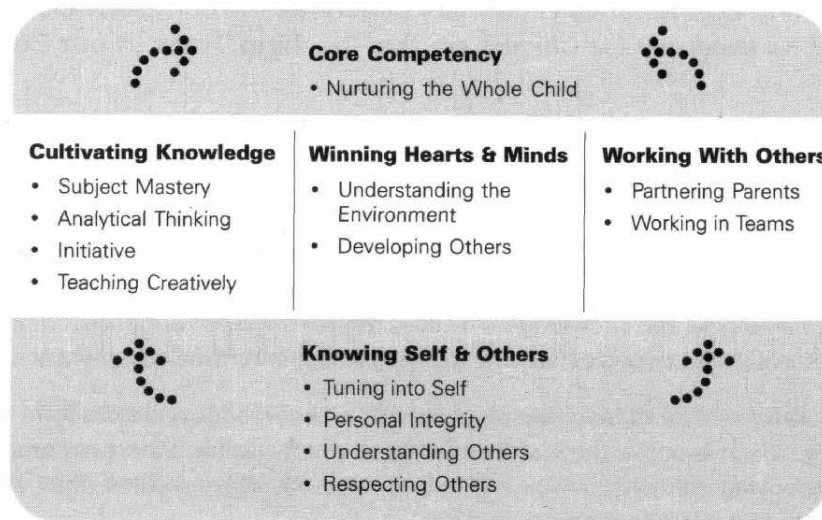 Core Competency
• Nurturing the Whole Child
Cultivating Knowledge
• Subject Mastery
• Analytical Thinking
• Initiative
• Teaching Creatively
Winning Hearts & Minds
• Understanding the
Environment
• Developing Others
Working With Others
• Partnering Parents
• Working in Teams
Knowing Self & Others
• Tuning into Self
• Personal Integrity
• Understanding Others
• Respecting Others